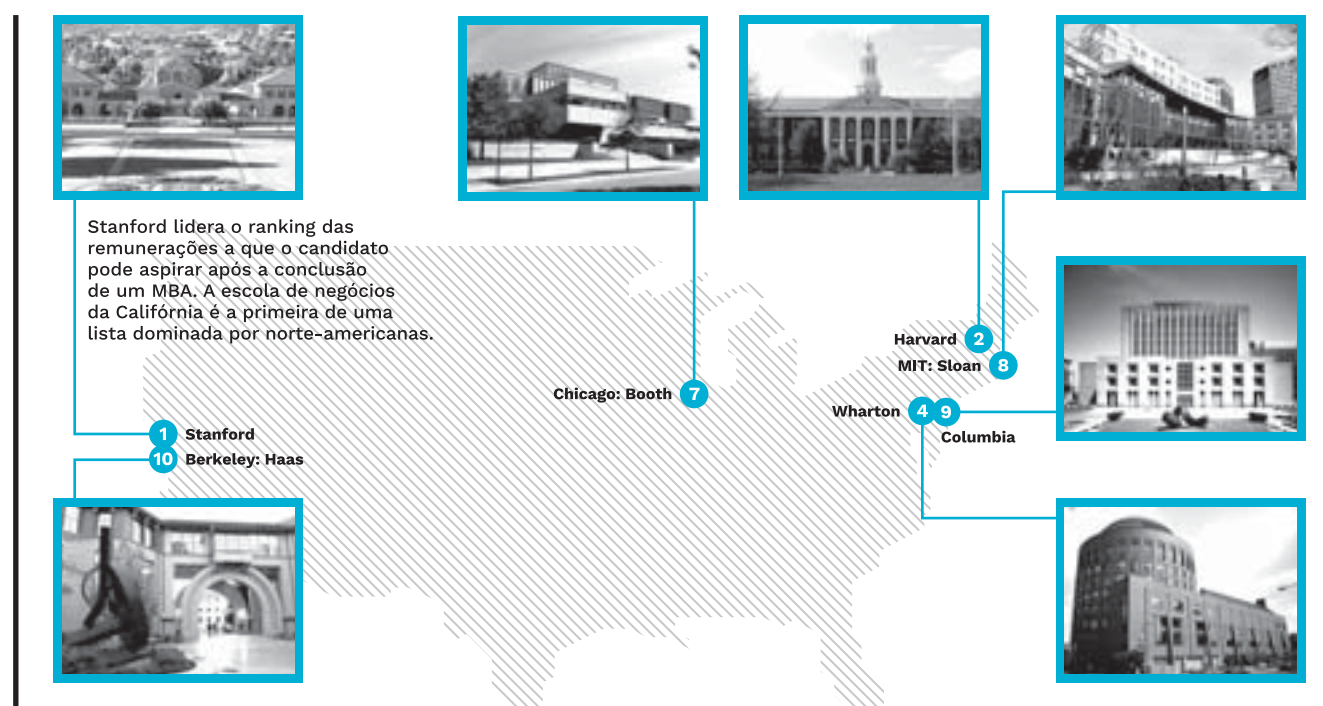 Stanford lidera o ranking das
remunerações a que o candidato
pode aspirar após a conclusão
de um MBA. A escola de negócios
da Califórnia é a primeira de uma
lista dominada por norte-americanas.
Harvard 2
MIT: Sloan 8
Chicago: Booth 7
Wharton 4 9
Columbia
1 Stanford
10 Berkeley: Haas